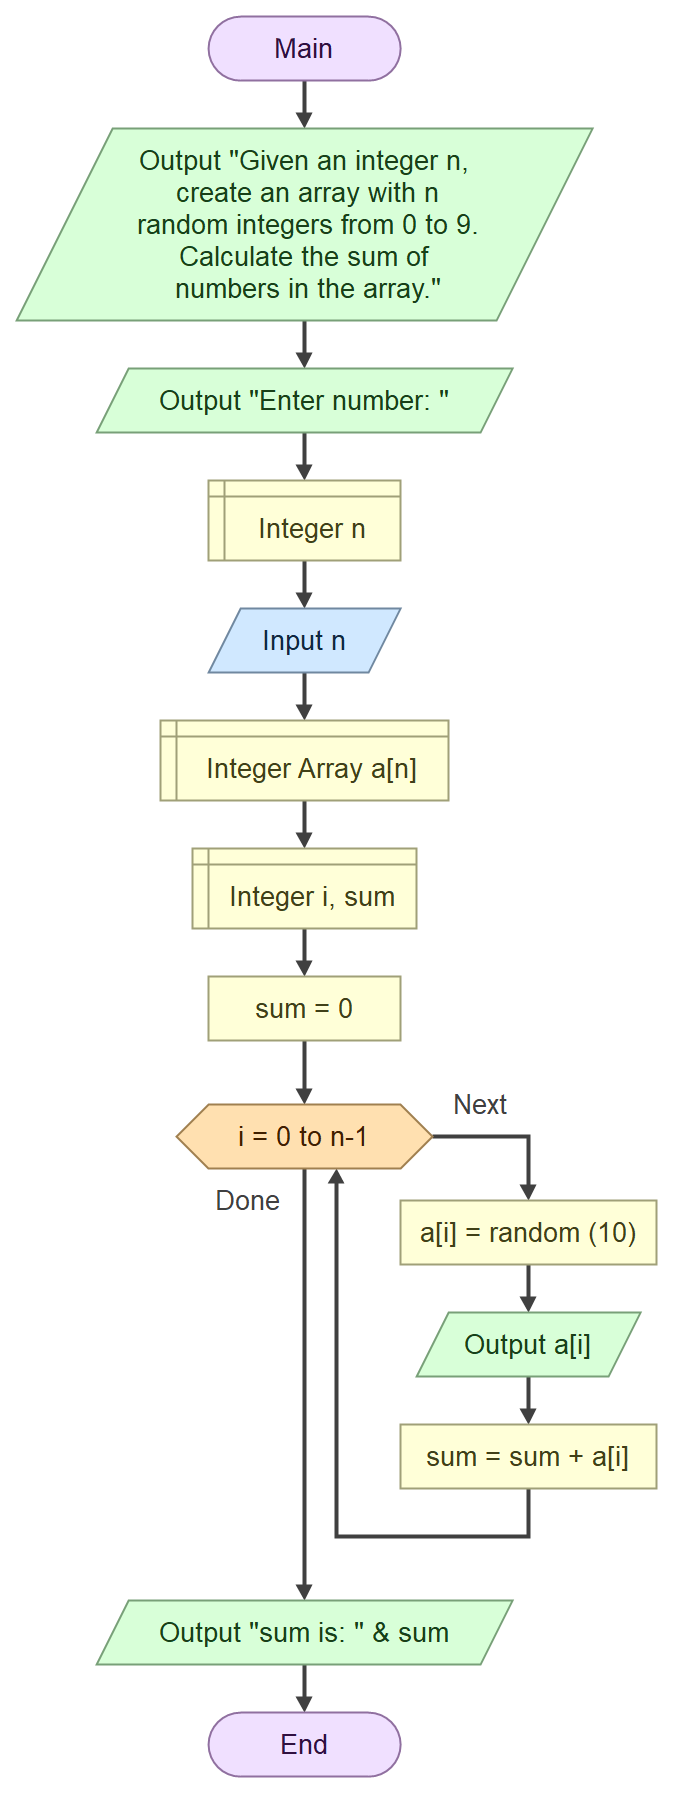 Main
Output "Given an integer n,
create an array with n
random integers from 0 to 9.
Calculate the sum of
numbers in the array."
Output "Enter number: "
Integer n
Input n
Integer Array a[n]
Integer i, sum
sum = 0
i = 0 to n-1
Next
Done
a[i] = random (10)
Output a[i]
sum = sum + a[i]
Output "sum is: " & sum
End